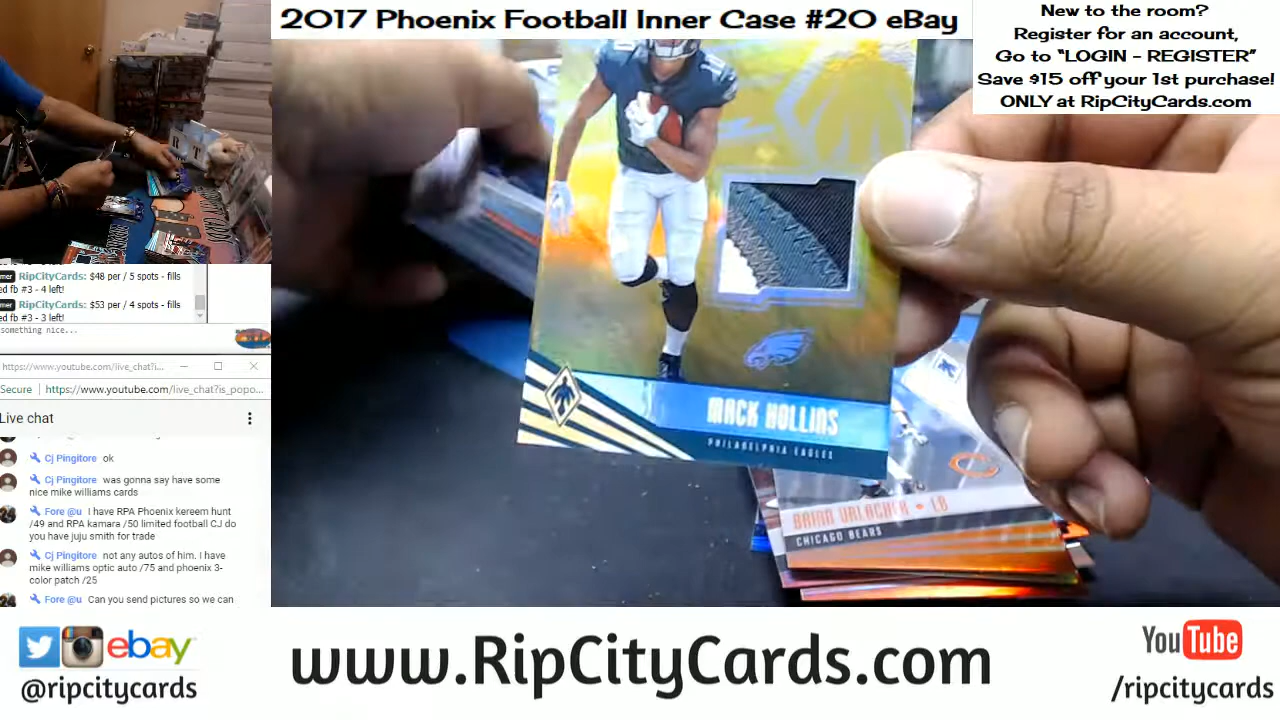 2017 Phoenix Football Inner Case #20 eBay
New to the room?
Register for an account,
Go to "LOGIN - REGISTER"
Save $15 off your 1st purchase!
ONLY at RipCityCards.com
RipCityCards: $48 per / 5 spots - fills
ed fb #3 - 4 left!
RipCityCards: $53 per / 4 spots - fills
ed fb #3 - 3 left!
something nice...
https://www.youtube.com/live_chat?i...
Secure https://www.youtube.com/live_chat?is_popo...
Live chat
Cj Pingitore ok
Cj Pingitore was gonna say have some
nice mike williams cards
Fore @u I have RPA Phoenix kereem hunt
/49 and RPA kamara /50 limited football CJ do
you have juju smith for trade
Cj Pingitore not any autos of him. I have
mike williams optic auto /75 and phoenix 3-
color patch /25
Fore @u Can you send pictures so we can
MACK HOLLINS
PHILADELPHIA EAGLES
BRIAN URLACHER • LB
CHICAGO BEARS
ebay
@ripcitycards
www.RipCityCards.com
YouTube
/ripcitycards